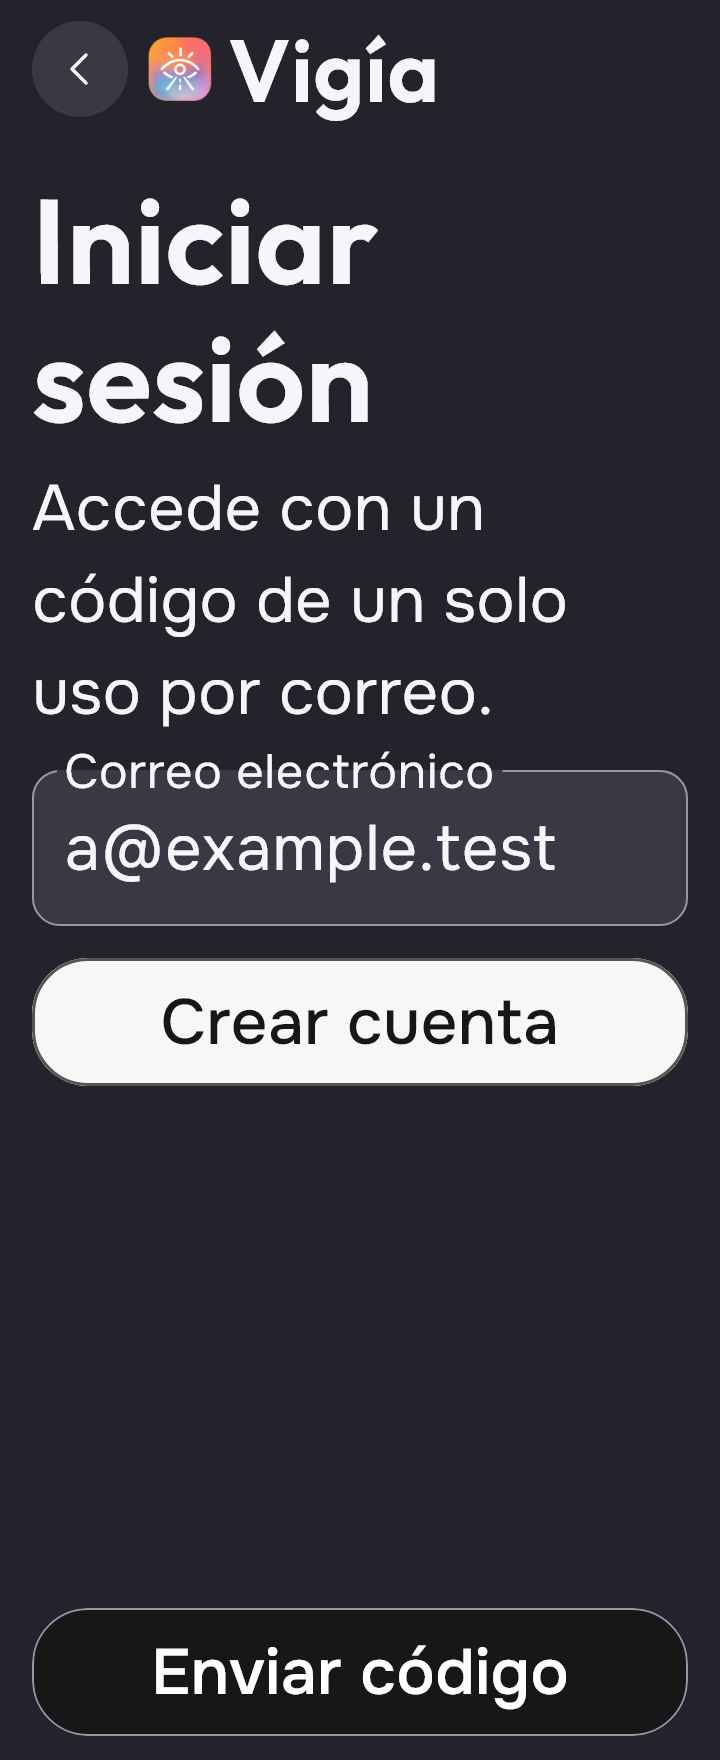 Vigía
Iniciar
sesión
Accede con un
código de un solo
uso por correo.
Correo electrónico
a@example.test
Crear cuenta
Enviar código